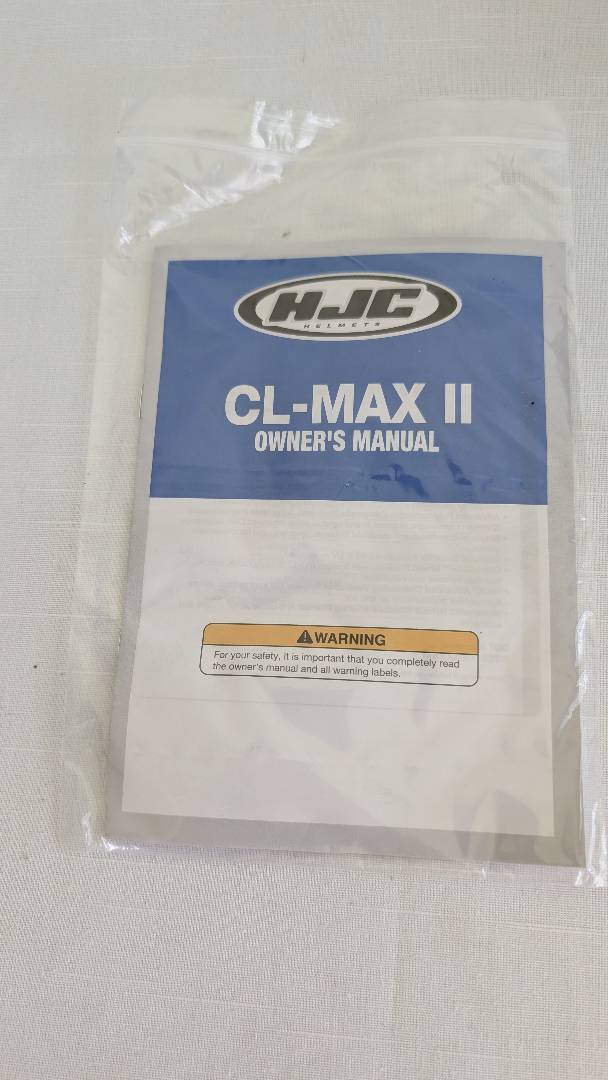 HJC
HELMETS
CL-MAX II
OWNER'S MANUAL
WARNING
For your safety, it is important that you completely read
the owner's manual and all warning labels.